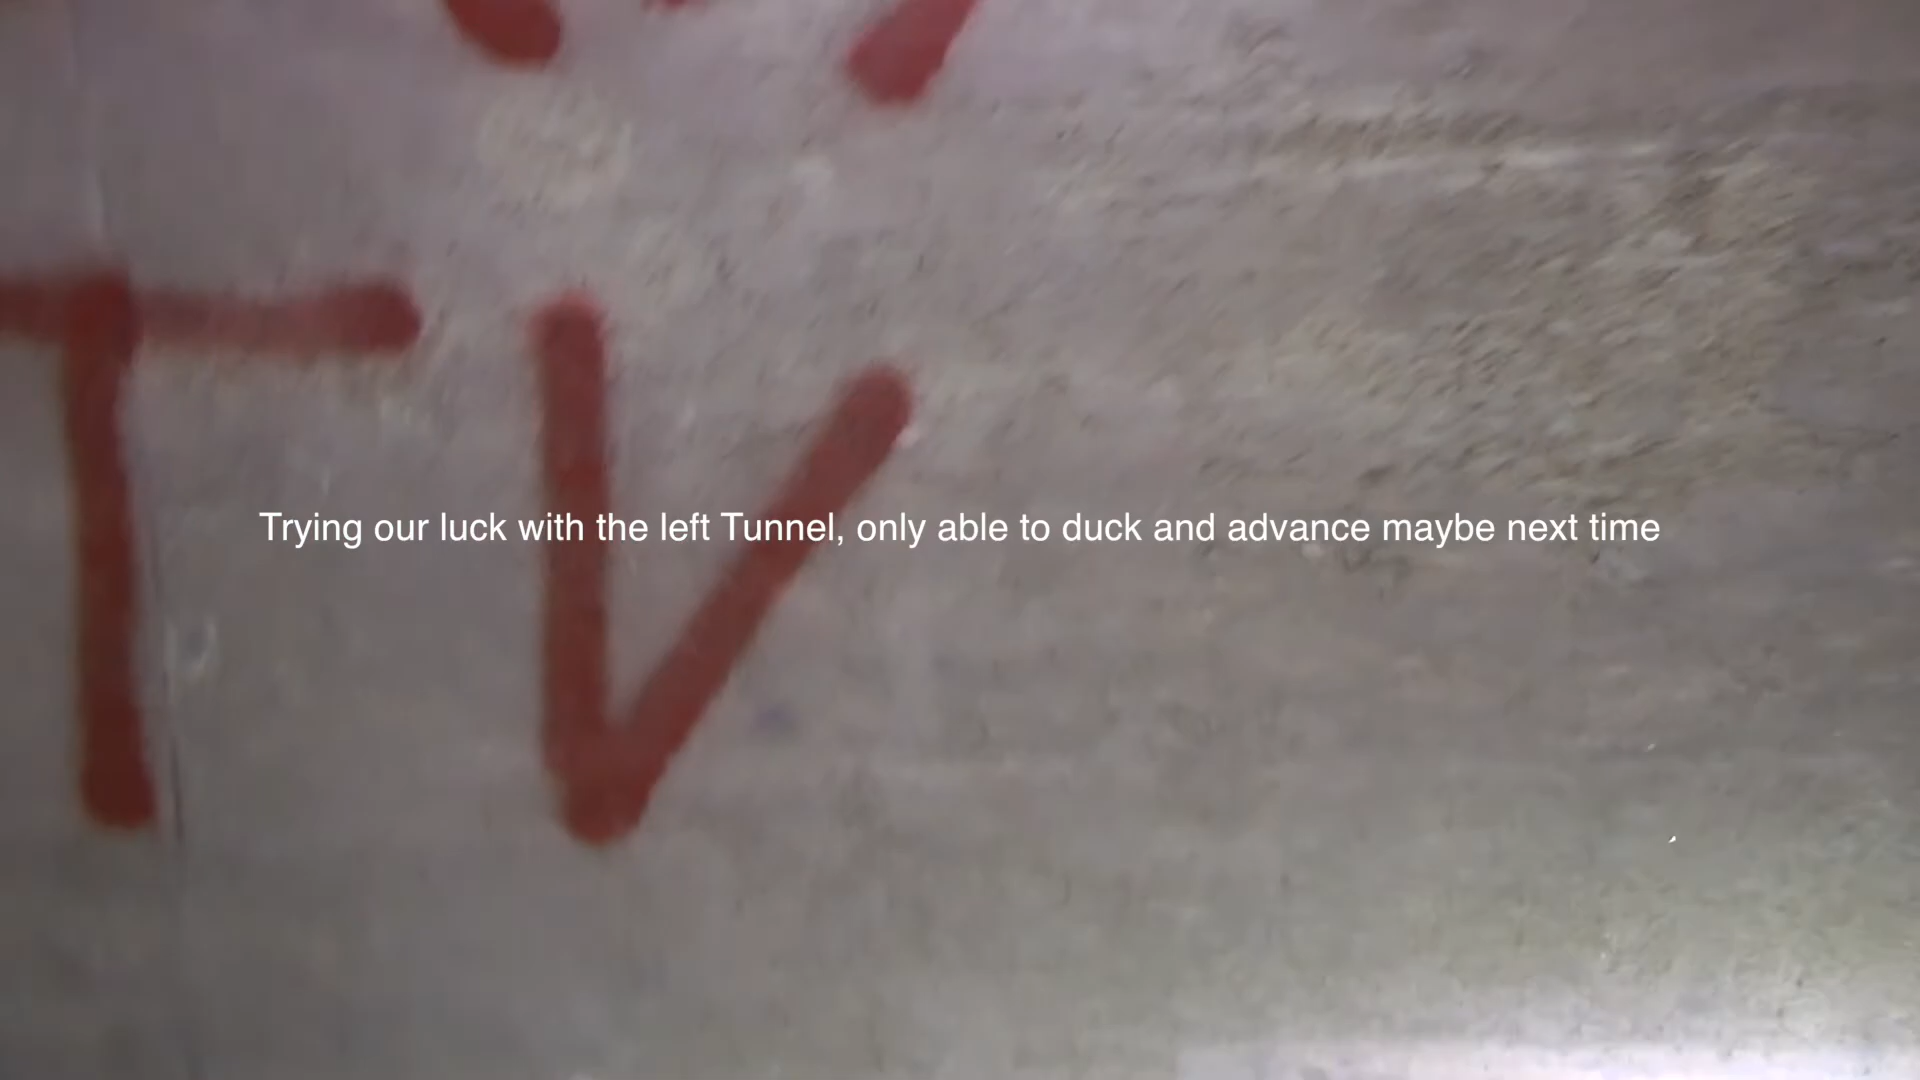 TV
Trying our luck with the left Tunnel, only able to duck and advance maybe next time